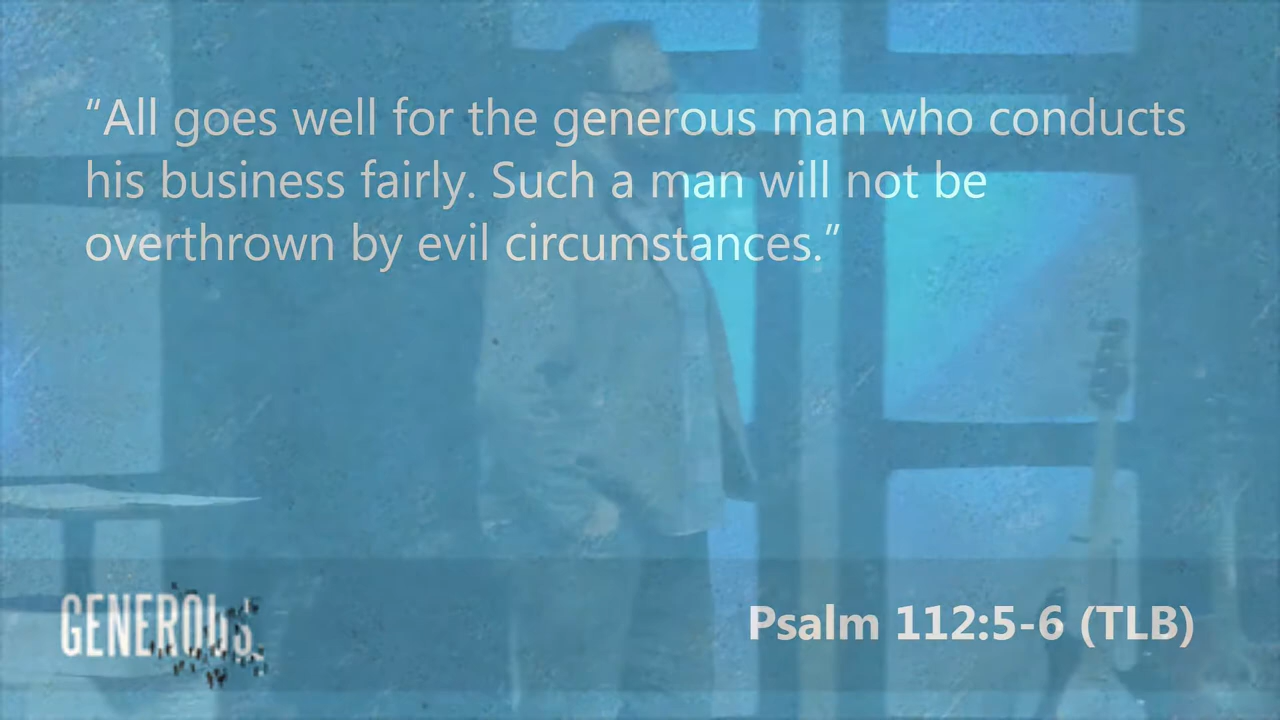 “All goes well for the generous man who conducts
his business fairly. Such a man will not be
overthrown by evil circumstances.”
GENEROUS
Psalm 112:5-6 (TLB)